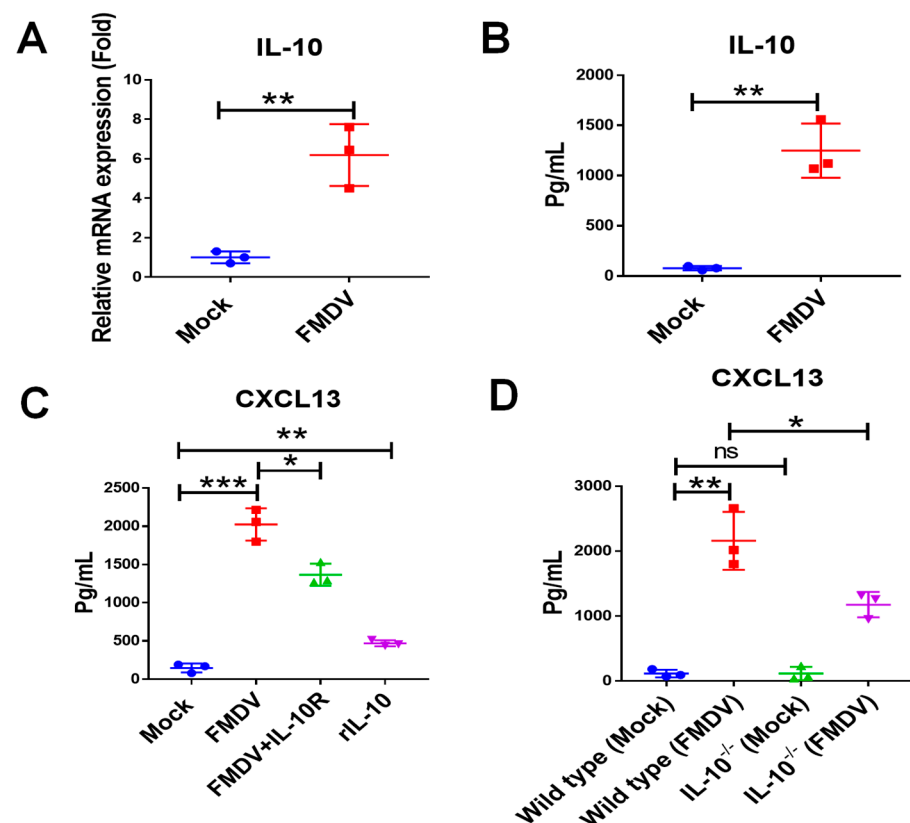 A
IL-10
Relative mRNA expression (Fold)
10
8
6
4
2
0
**
Mock
FMDV
B
IL-10
Pg/mL
2000
1500
1000
500
0
**
Mock
FMDV
C
CXCL13
**
*
***
Pg/mL
2500
2000
1500
1000
500
0
Mock
FMDV
FMDV+IL-10R
rIL-10
D
CXCL13
*
ns
**
Pg/mL
3000
2000
1000
0
Wild type (Mock)
Wild type (FMDV)
IL-10-/- (Mock)
IL-10-/- (FMDV)